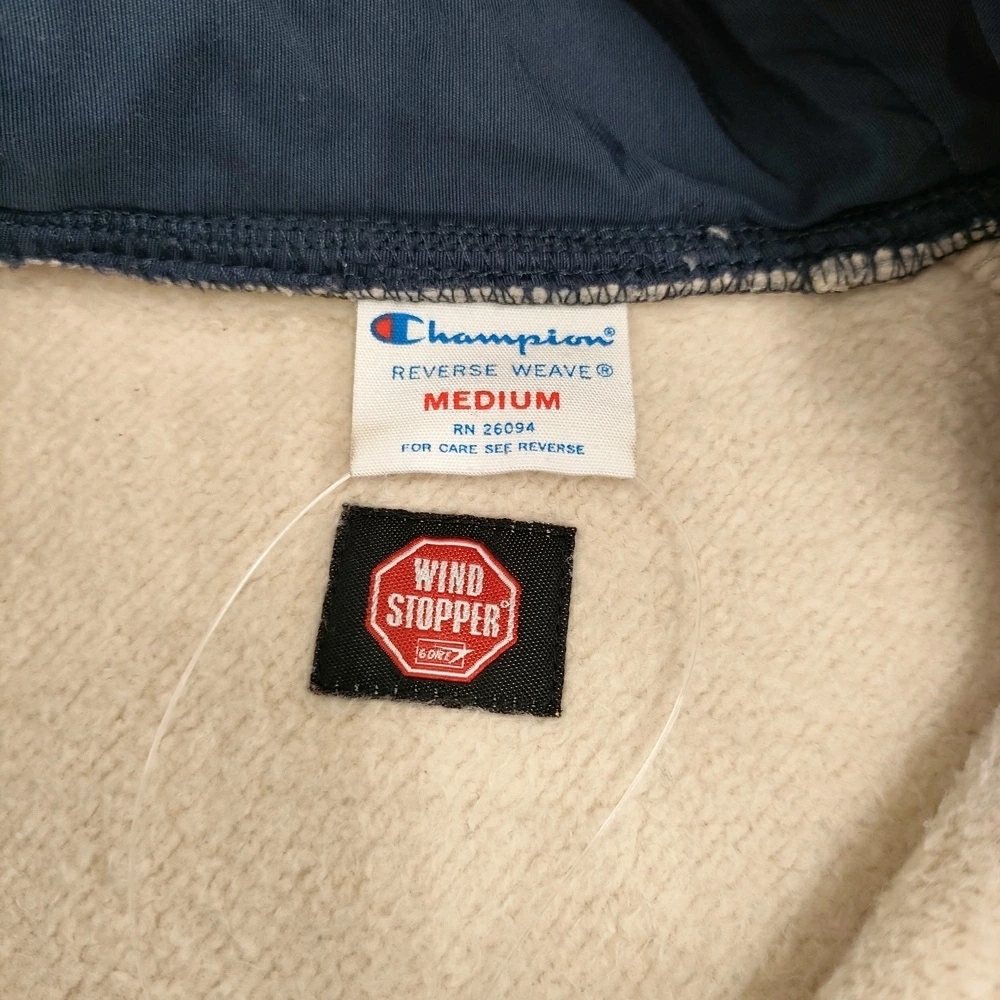 Champion®
REVERSE WEAVE®
MEDIUM
RN 26094
FOR CARE SEE REVERSE
WIND
STOPPER®
GORE